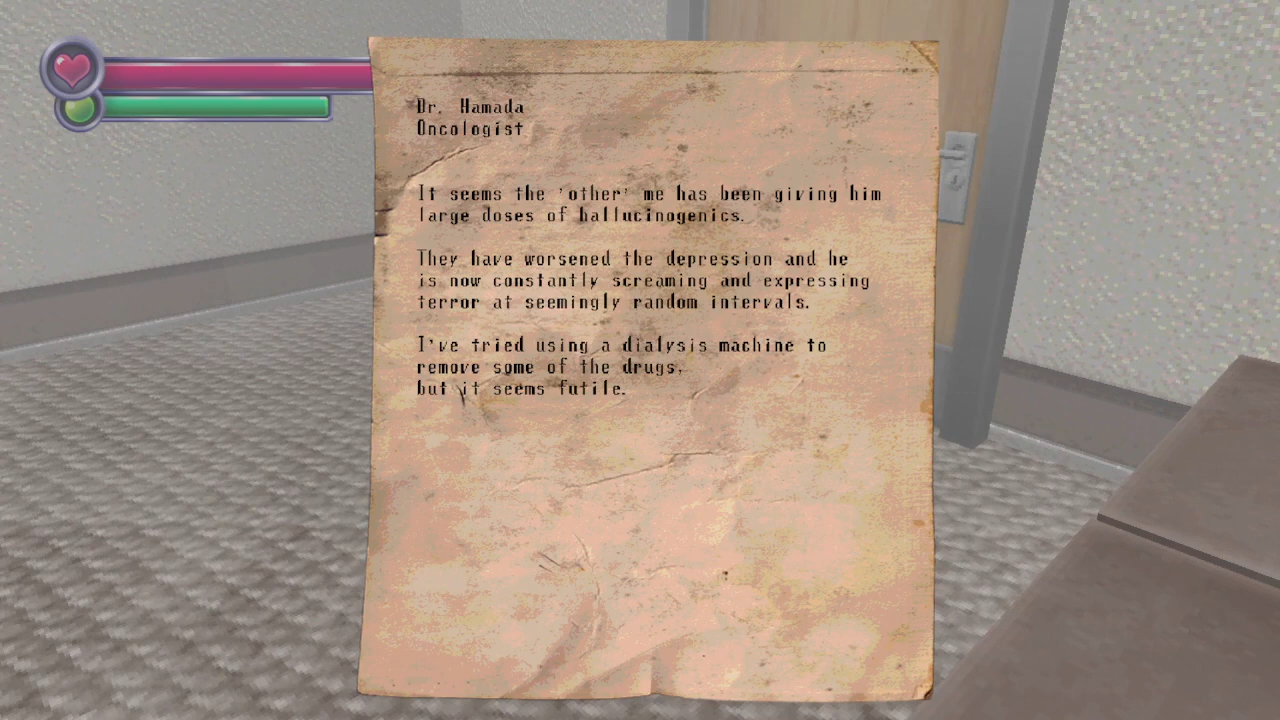 Dr. Hamada
Oncologist
It seems the 'other' me has been giving him
large doses of hallucinogenics.
They have worsened the depression and he
is now constantly screaming and expressing
terror at seemingly random intervals.
I've tried using a dialysis machine to
remove some of the drugs,
but it seems futile.